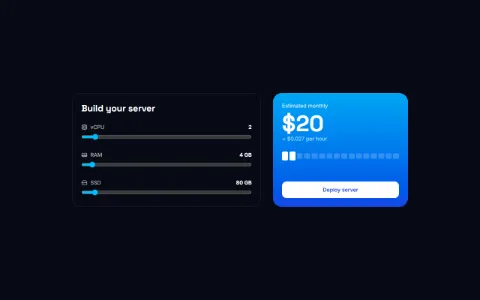 Build your server
vCPU 2
RAM 4 GB
SSD 80 GB
Estimated monthly
$20
≈ $0.027 per hour
Deploy server